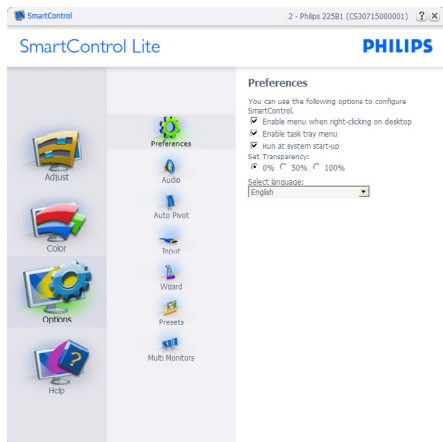 SmartControl
2 - Philips 225B1 (CS30715000001)
SmartControl Lite
PHILIPS
Preferences
You can use the following options to configure
SmartControl.
Enable menu when right-clicking on desktop
Enable task tray menu
Run at system start-up
Set Transparency:
0% 50% 100%
Select language:
English
Adjust
Color
Options
Help
Preferences
Audio
Auto Pivot
Input
Wizard
Presets
Multi Monitors